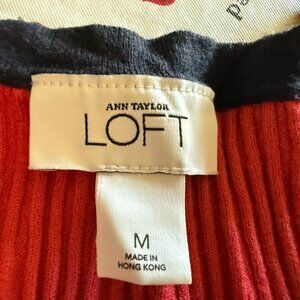 ANN TAYLOR
LOFT
M
MADE IN
HONG KONG